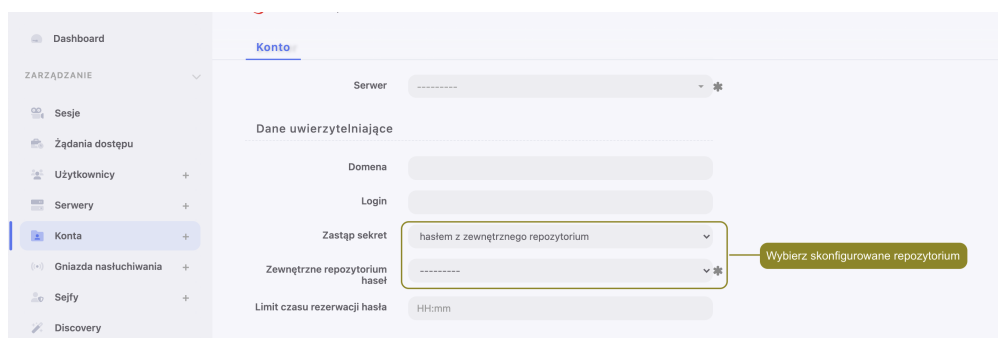 Dashboard
Konto
ZARZĄDZANIE
Serwer
---------
Sesje
Dane uwierzytelniające
Żądania dostępu
Domena
Użytkownicy +
Login
Serwery +
Zastąp sekret
hasłem z zewnętrznego repozytorium
Konta +
Wybierz skonfigurowane repozytorium
Gniazda nasłuchiwania +
Zewnętrzne repozytorium
haseł
---------
Sejfy +
Limit czasu rezerwacji hasła
HH:mm
Discovery